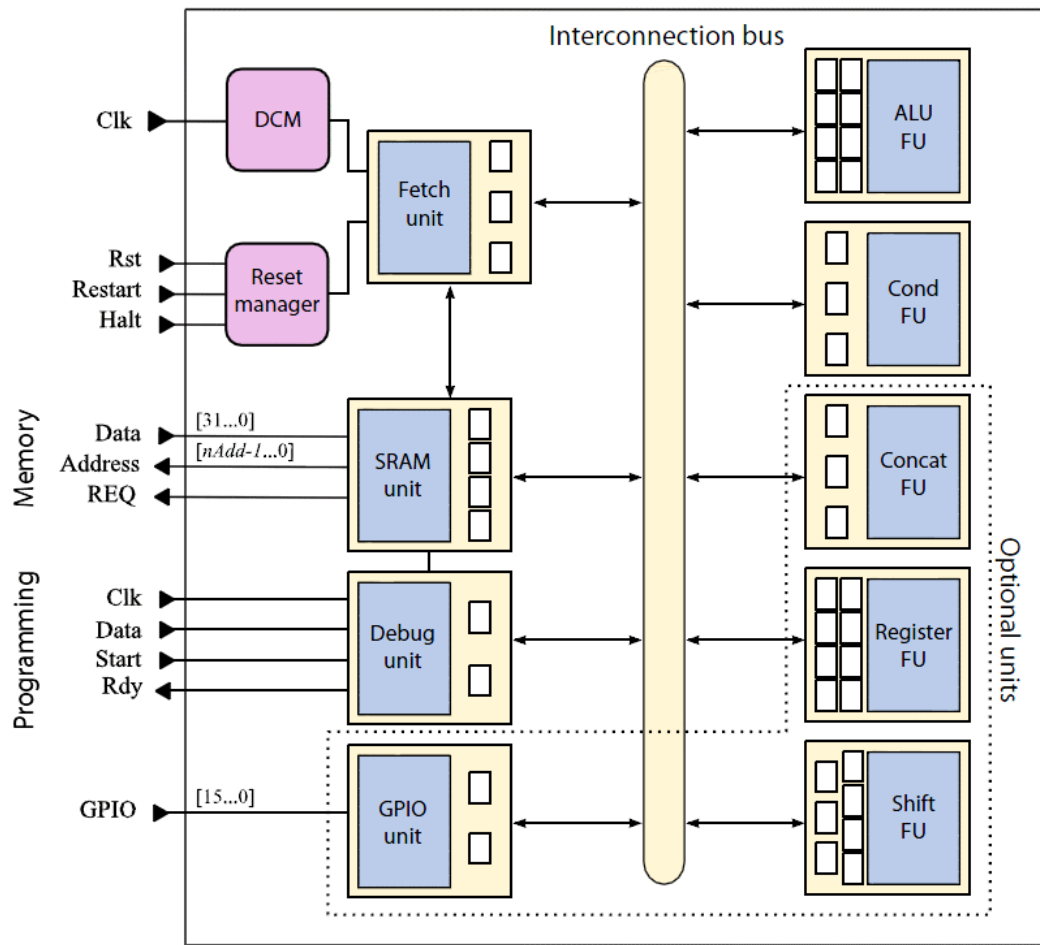 Interconnection bus
Clk
DCM
ALU
FU
Fetch
unit
Rst
Restart
Halt
Reset
manager
Cond
FU
Memory
Data
[31...0]
Address
[nAdd-1...0]
REQ
SRAM
unit
Concat
FU
Programming
Clk
Data
Start
Rdy
Debug
unit
Register
FU
Optional units
GPIO
[15...0]
GPIO
unit
Shift
FU